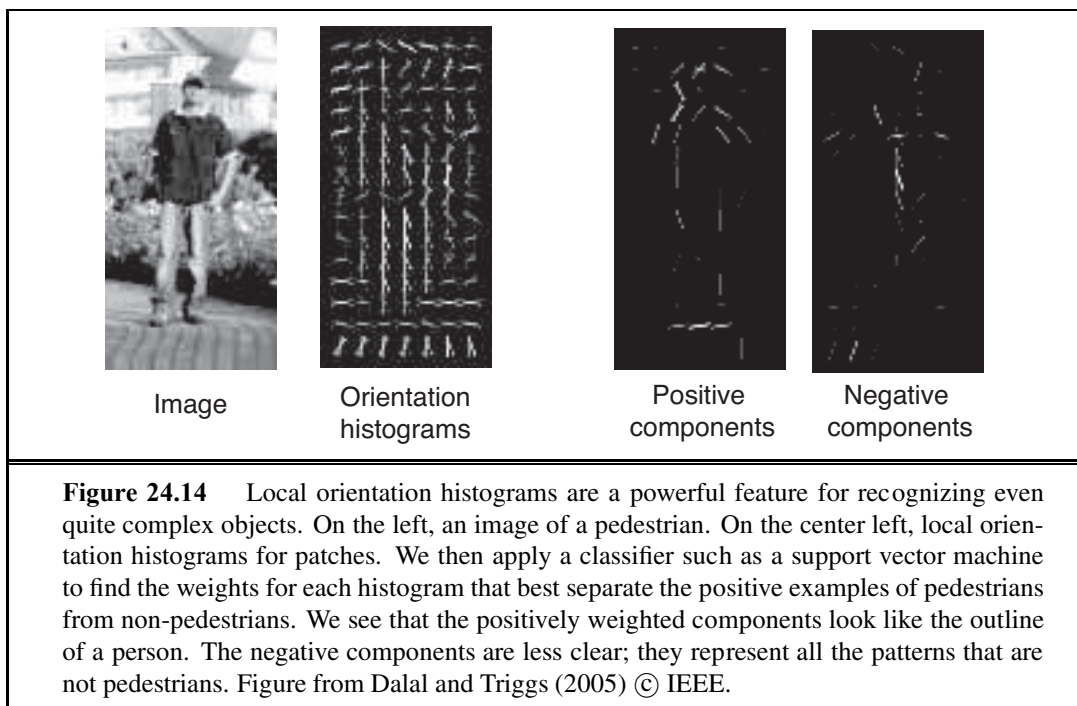 Image
Orientation
histograms
Positive
components
Negative
components
Figure 24.14 Local orientation histograms are a powerful feature for recognizing even
quite complex objects. On the left, an image of a pedestrian. On the center left, local orien-
tation histograms for patches. We then apply a classifier such as a support vector machine
to find the weights for each histogram that best separate the positive examples of pedestrians
from non-pedestrians. We see that the positively weighted components look like the outline
of a person. The negative components are less clear; they represent all the patterns that are
not pedestrians. Figure from Dalal and Triggs (2005) © IEEE.